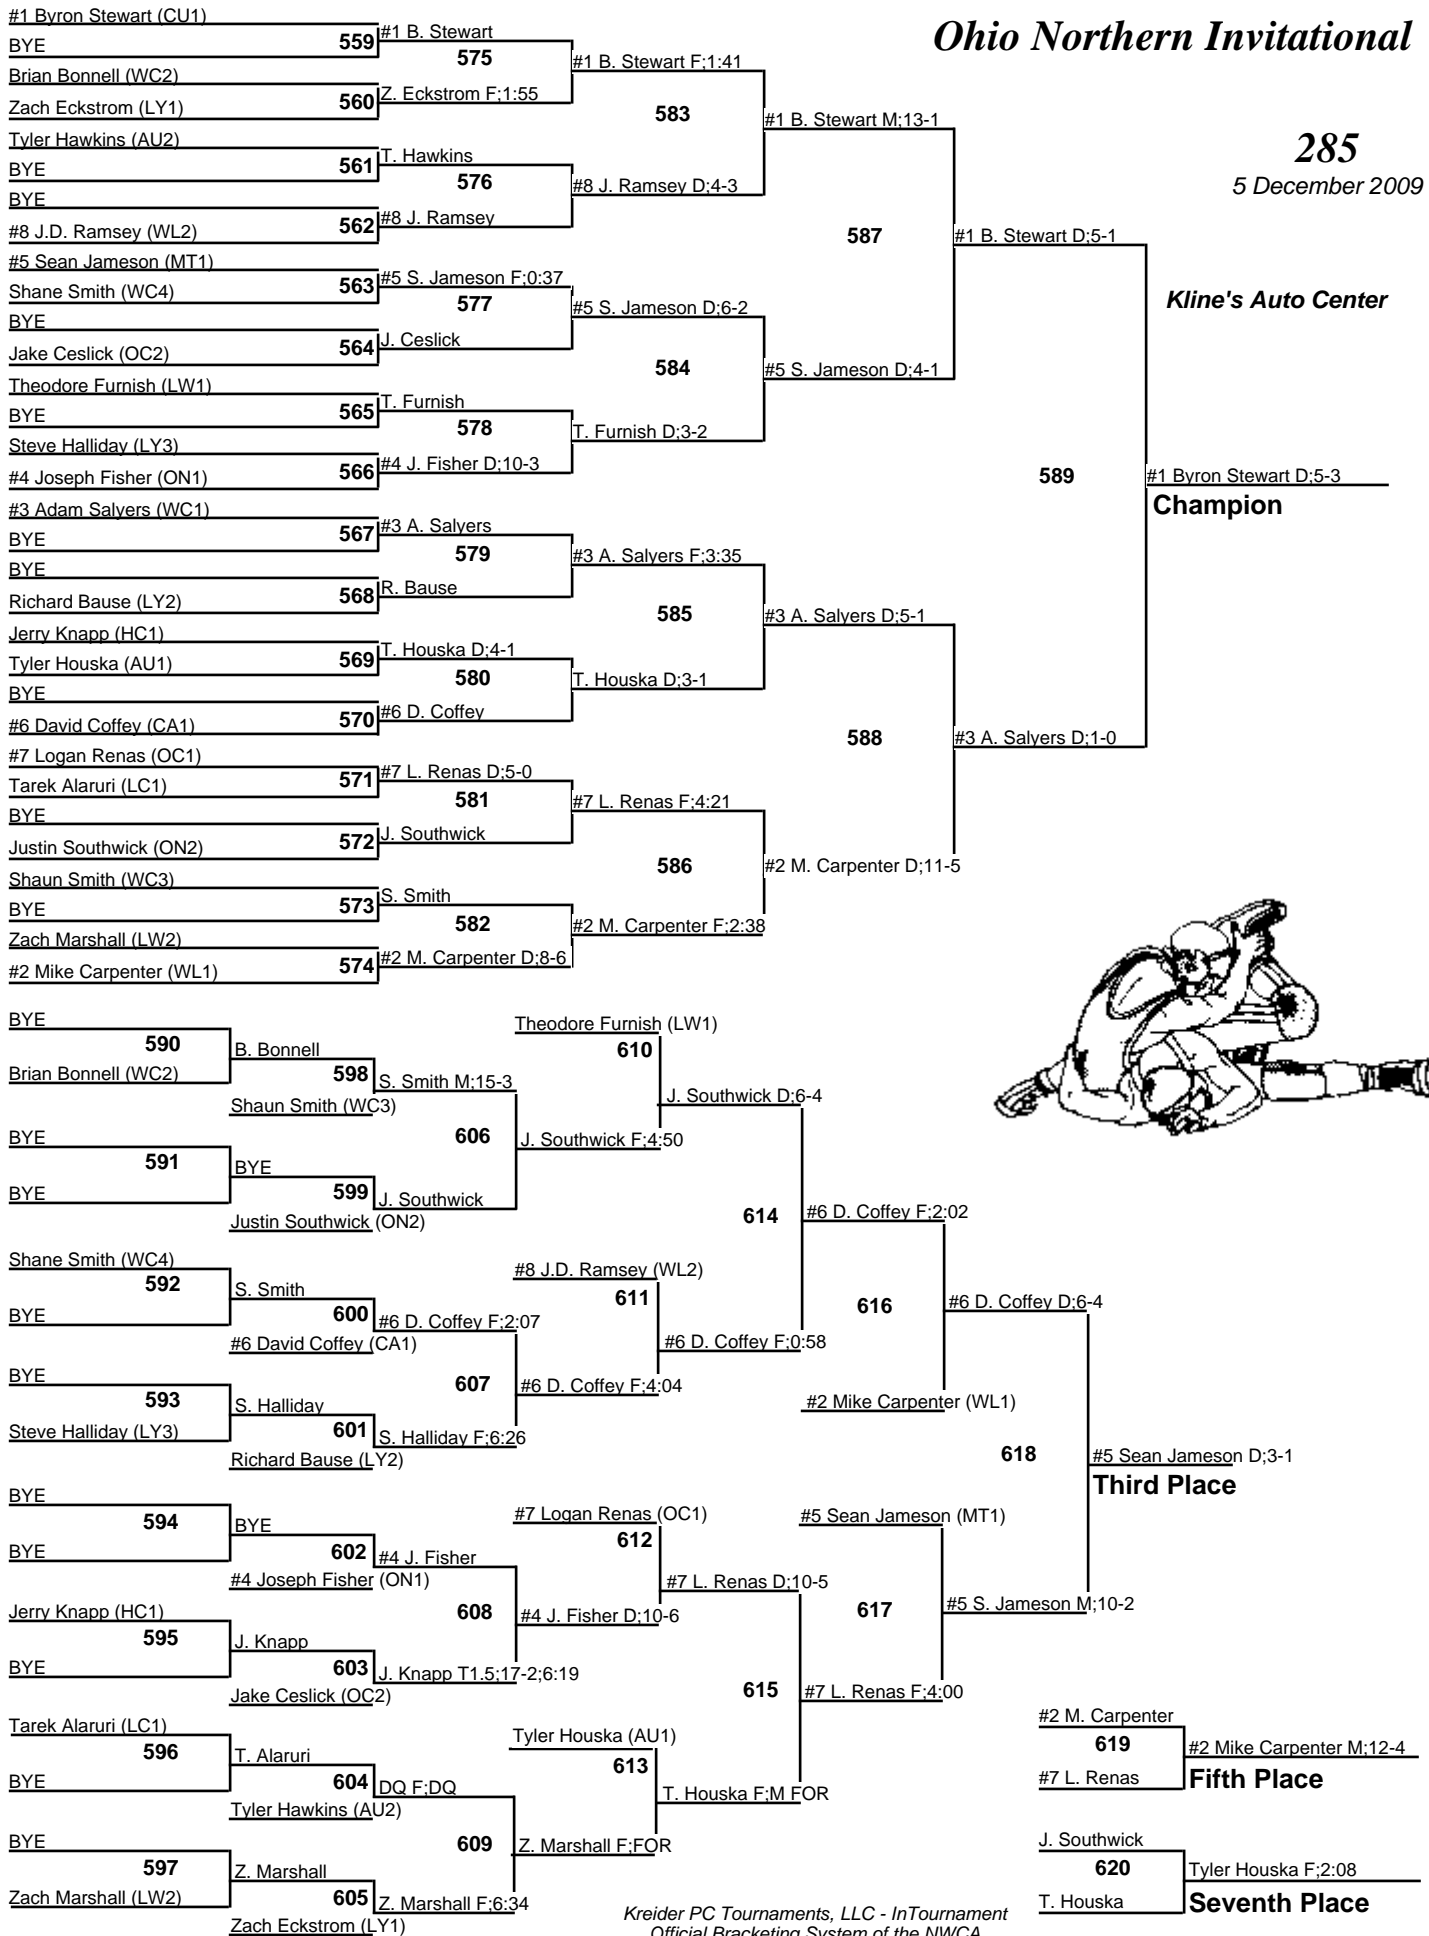 Ohio Northern Invitational
285
5 December 2009
Kline's Auto Center
#1 Byron Stewart (CU1)
BYE
559
#1 B. Stewart
575
Brian Bonnell (WC2)
Zach Eckstrom (LY1)
560
Z. Eckstrom F;1:55
#1 B. Stewart F;1:41
583
Tyler Hawkins (AU2)
BYE
561
T. Hawkins
576
BYE
#8 J.D. Ramsey (WL2)
562
#8 J. Ramsey
#8 J. Ramsey D;4-3
#1 B. Stewart M;13-1
587
#5 Sean Jameson (MT1)
Shane Smith (WC4)
563
#5 S. Jameson F;0:37
577
BYE
Jake Ceslick (OC2)
564
J. Ceslick
#5 S. Jameson D;6-2
584
Theodore Furnish (LW1)
BYE
565
T. Furnish
578
Steve Halliday (LY3)
#4 Joseph Fisher (ON1)
566
#4 J. Fisher D;10-3
T. Furnish D;3-2
#5 S. Jameson D;4-1
#1 B. Stewart D;5-1
589
#1 Byron Stewart D;5-3
Champion
#3 Adam Salyers (WC1)
BYE
567
#3 A. Salyers
579
BYE
Richard Bause (LY2)
568
R. Bause
#3 A. Salyers F;3:35
585
Jerry Knapp (HC1)
Tyler Houska (AU1)
569
T. Houska D;4-1
580
BYE
#6 David Coffey (CA1)
570
#6 D. Coffey
T. Houska D;3-1
#3 A. Salyers D;5-1
588
#3 A. Salyers D;1-0
#7 Logan Renas (OC1)
Tarek Alaruri (LC1)
571
#7 L. Renas D;5-0
581
BYE
Justin Southwick (ON2)
572
J. Southwick
#7 L. Renas F;4:21
586
Shaun Smith (WC3)
BYE
573
S. Smith
582
Zach Marshall (LW2)
#2 Mike Carpenter (WL1)
574
#2 M. Carpenter D;8-6
#2 M. Carpenter F;2:38
#2 M. Carpenter D;11-5
BYE
590
Brian Bonnell (WC2)
B. Bonnell
598
Shaun Smith (WC3)
S. Smith M;15-3
606
BYE
591
BYE
BYE
599
Justin Southwick (ON2)
J. Southwick
J. Southwick F;4:50
Theodore Furnish (LW1)
610
J. Southwick D;6-4
614
Shane Smith (WC4)
592
BYE
S. Smith
600
#6 David Coffey (CA1)
#6 D. Coffey F;2:07
607
BYE
593
Steve Halliday (LY3)
S. Halliday
601
Richard Bause (LY2)
S. Halliday F;6:26
#6 D. Coffey F;4:04
#8 J.D. Ramsey (WL2)
611
#6 D. Coffey F;0:58
#6 D. Coffey F;2:02
616
#2 Mike Carpenter (WL1)
#6 D. Coffey D;6-4
618
#5 Sean Jameson D;3-1
Third Place
BYE
594
BYE
BYE
602
#4 Joseph Fisher (ON1)
#4 J. Fisher
608
Jerry Knapp (HC1)
595
BYE
J. Knapp
603
Jake Ceslick (OC2)
J. Knapp T1.5;17-2;6:19
#4 J. Fisher D;10-6
#7 Logan Renas (OC1)
612
#7 L. Renas D;10-5
615
#5 Sean Jameson (MT1)
617
#5 S. Jameson M;10-2
#7 L. Renas F;4:00
Tarek Alaruri (LC1)
596
BYE
T. Alaruri
604
Tyler Hawkins (AU2)
DQ F;DQ
609
BYE
597
Zach Marshall (LW2)
Z. Marshall
605
Zach Eckstrom (LY1)
Z. Marshall F;6:34
Z. Marshall F;FOR
Tyler Houska (AU1)
613
T. Houska F;M FOR
#2 M. Carpenter
619
#7 L. Renas
#2 Mike Carpenter M;12-4
Fifth Place
J. Southwick
620
T. Houska
Tyler Houska F;2:08
Seventh Place
Kreider PC Tournaments, LLC - InTournament
Official Bracketing System of the NWCA